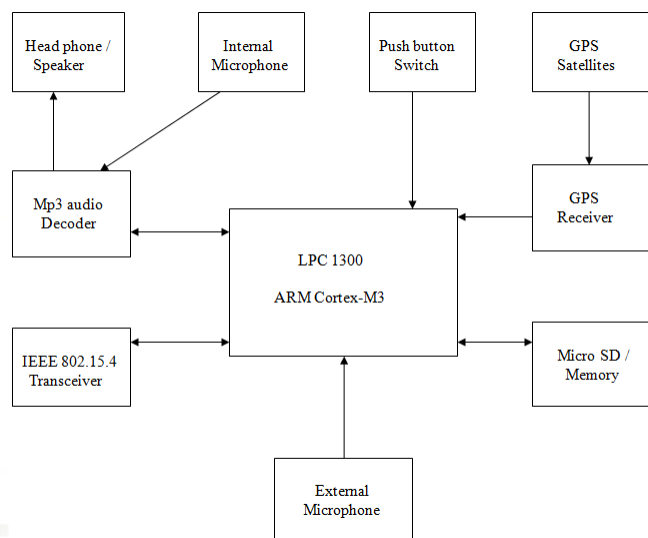 Head phone /
Speaker
Internal
Microphone
Push button
Switch
GPS
Satellites
Mp3 audio
Decoder
GPS
Receiver
LPC 1300
ARM Cortex-M3
IEEE 802.15.4
Transceiver
Micro SD /
Memory
External
Microphone